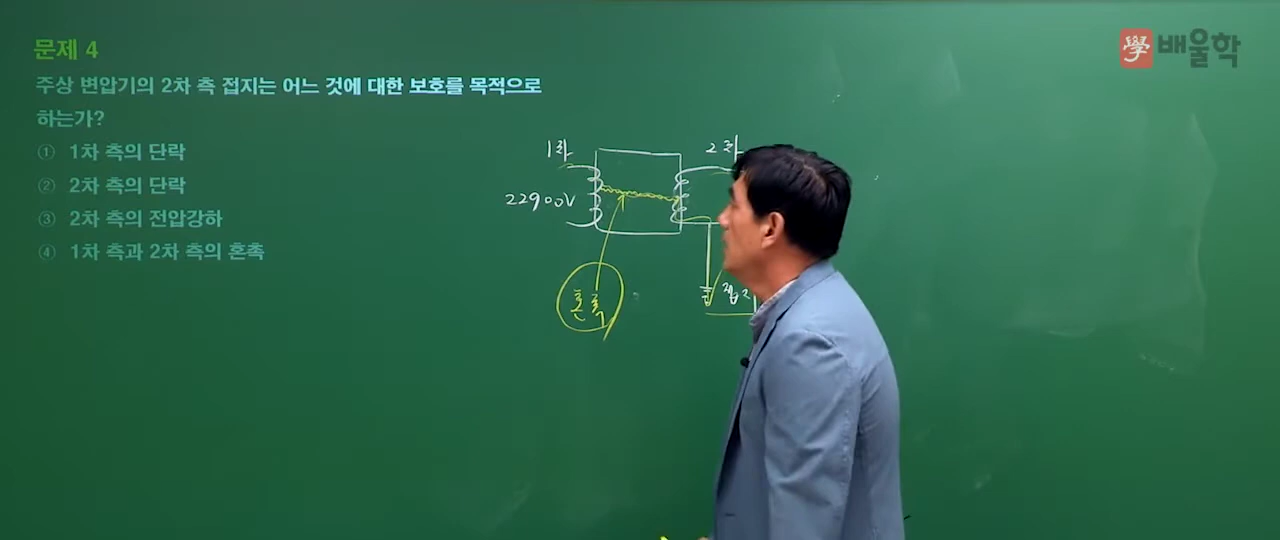 문제 4
學 배울학
주상 변압기의 2차 측 접지는 어느 것에 대한 보호를 목적으로
하는가?
① 1차 측의 단락
② 2차 측의 단락
③ 2차 측의 전압강하
④ 1차 측과 2차 측의 혼촉
1차
2차
22900V
혼촉
접지